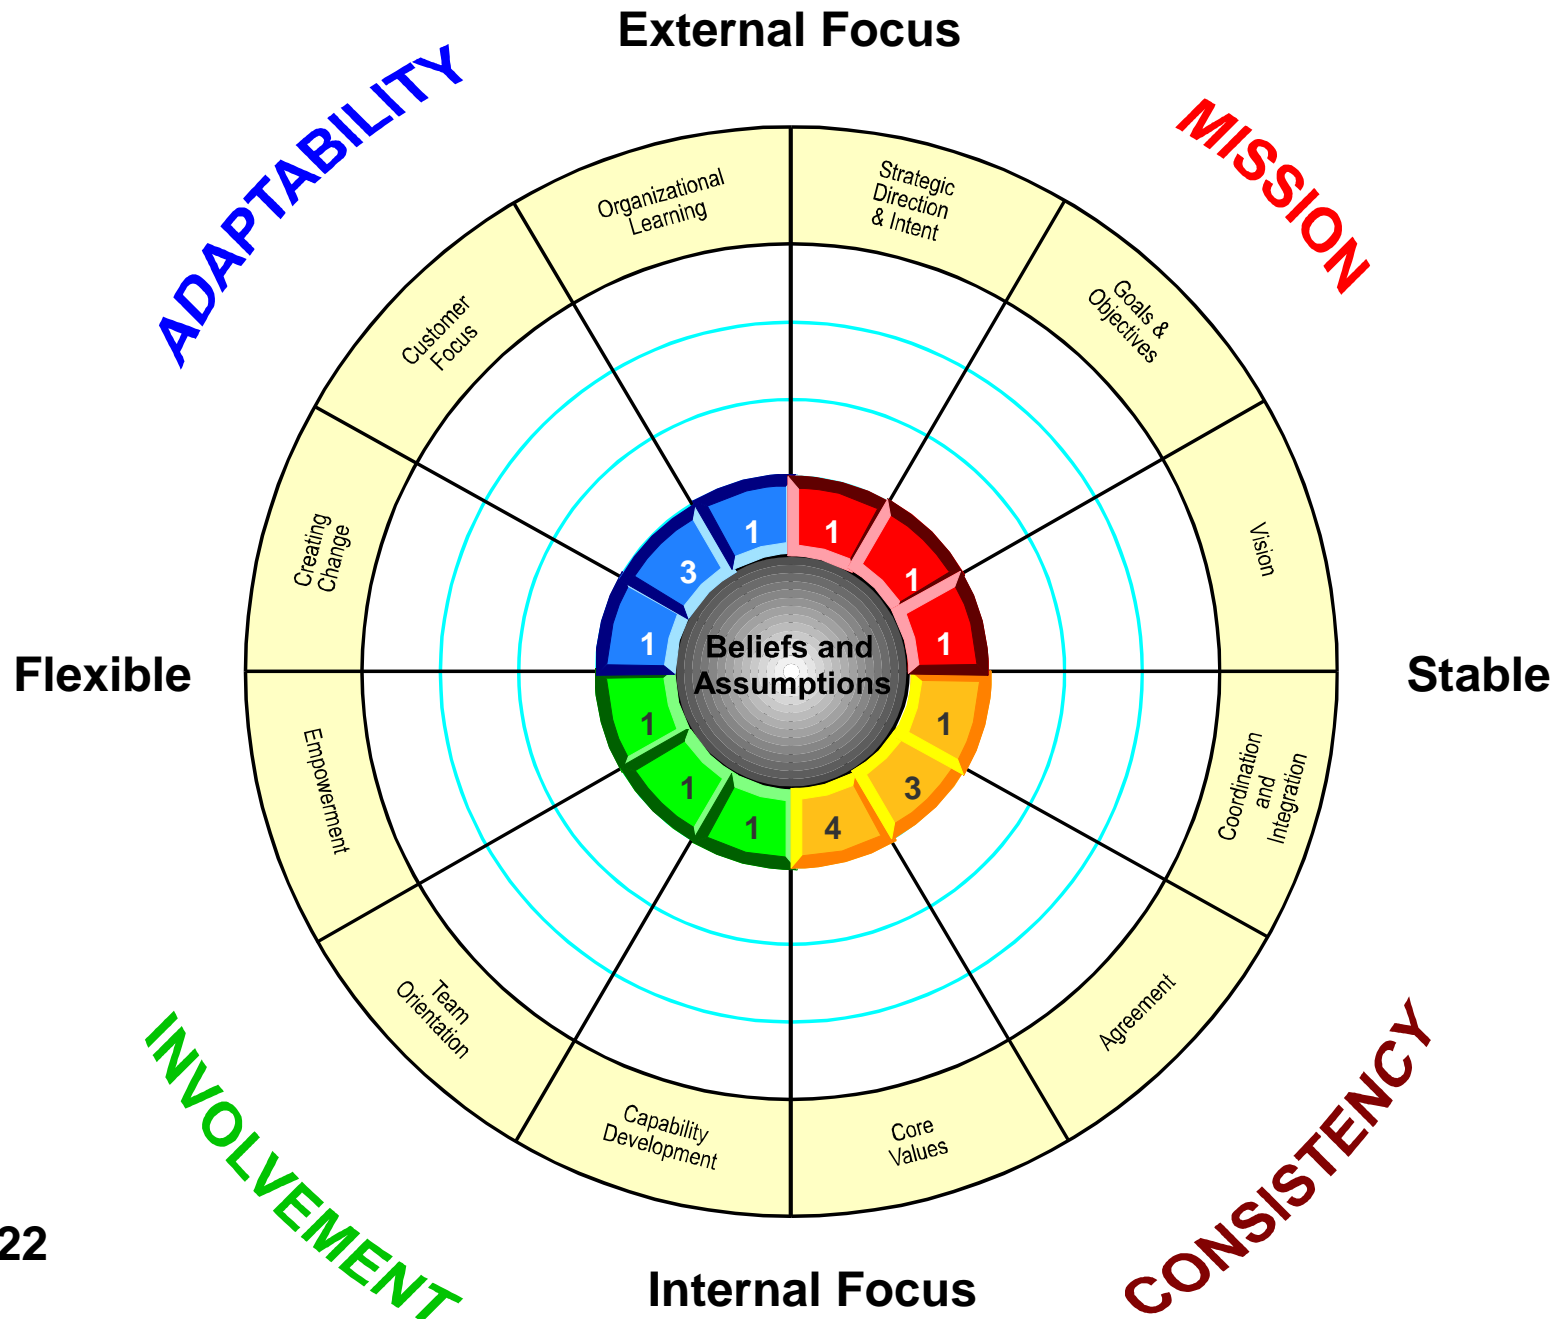 External Focus
ADAPTABILITY
MISSION
Organizational
Learning
Strategic
Direction
& Intent
Customer
Focus
Goals &
Objectives
Creating
Change
Vision
1
1
3
1
1
1
Beliefs and
Assumptions
Flexible
Stable
1
1
1
3
1
4
Empowerment
Coordination
and
Integration
Team
Orientation
Agreement
Capability
Development
Core
Values
INVOLVEMENT
CONSISTENCY
22
Internal Focus